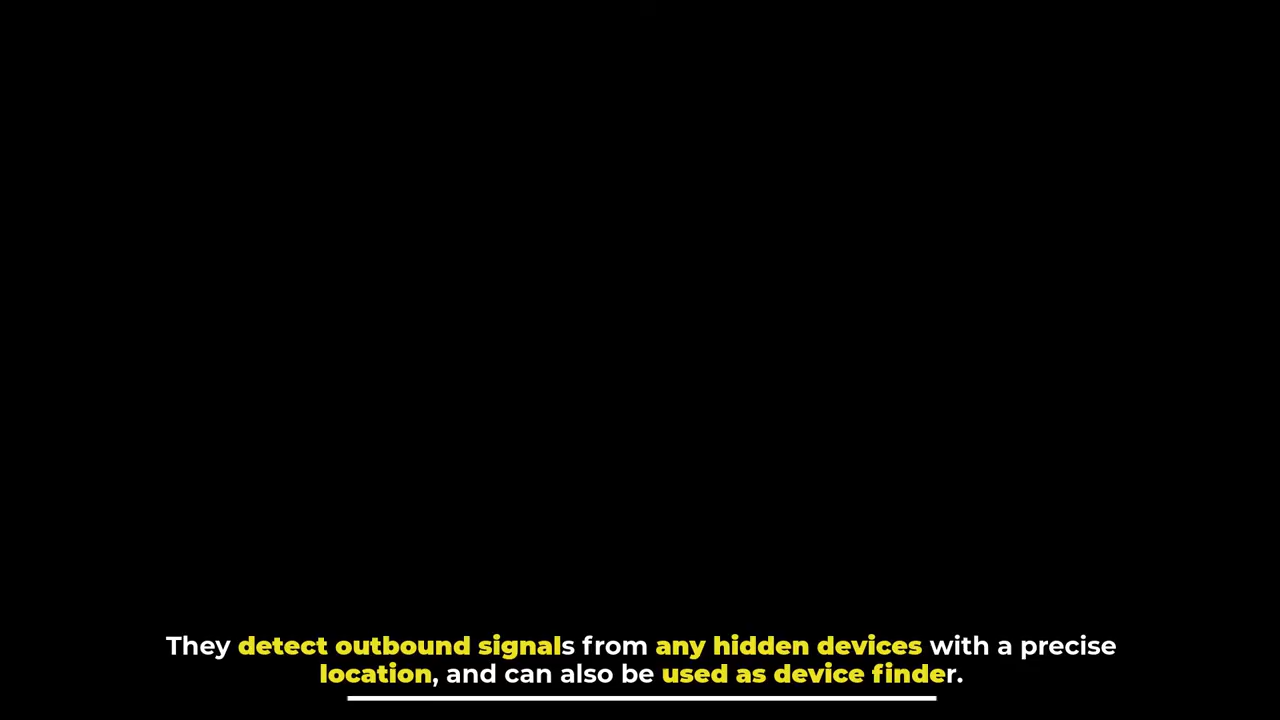 They detect outbound signals from any hidden devices with a precise
location, and can also be used as device finder.